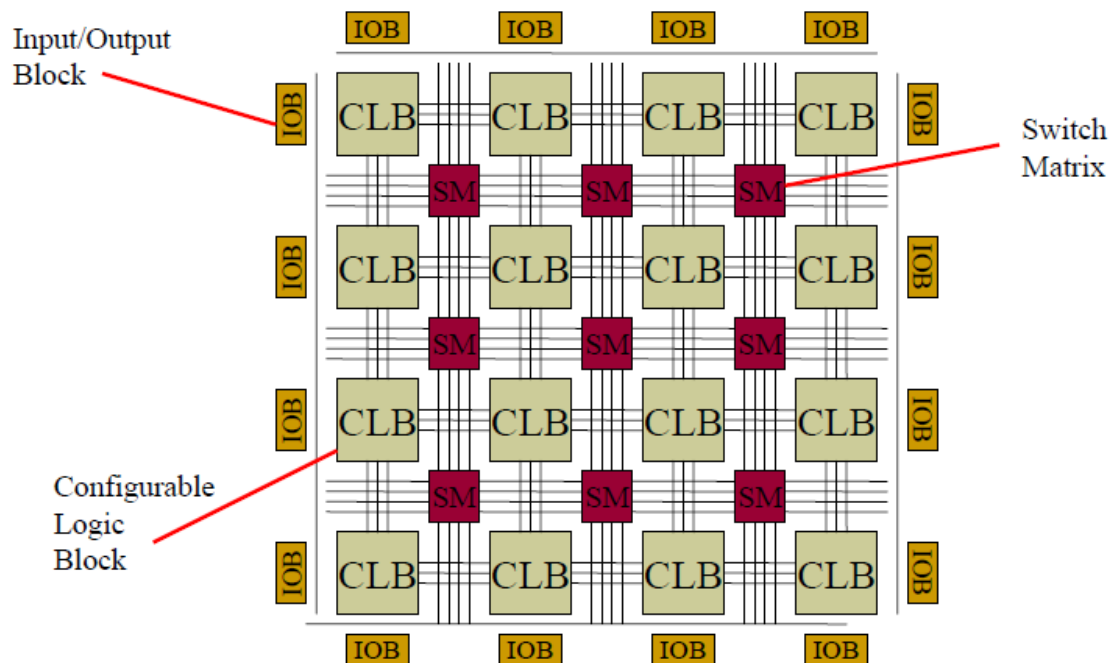 IOB IOB IOB IOB
Input/Output
Block
IOB CLB CLB CLB CLB IOB
Switch
Matrix
SM SM SM
IOB CLB CLB CLB CLB IOB
SM SM SM
IOB CLB CLB CLB CLB IOB
Configurable
Logic
Block
SM SM SM
IOB CLB CLB CLB CLB IOB
IOB IOB IOB IOB